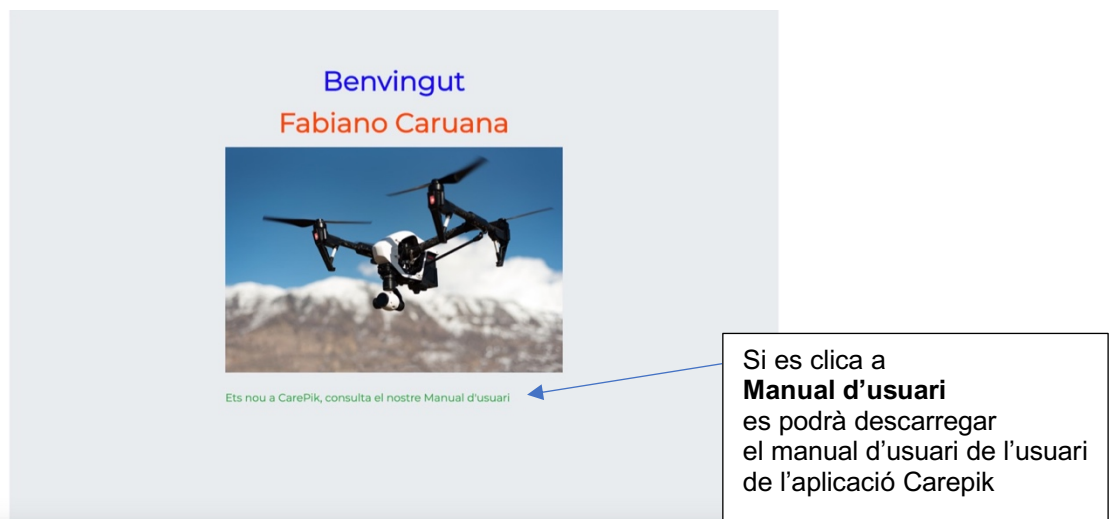 Benvingut
Fabiano Caruana
Ets nou a CarePik, consulta el nostre Manual d'usuari
Si es clica a
Manual d’usuari
es podrà descarregar
el manual d’usuari de l’usuari
de l’aplicació Carepik